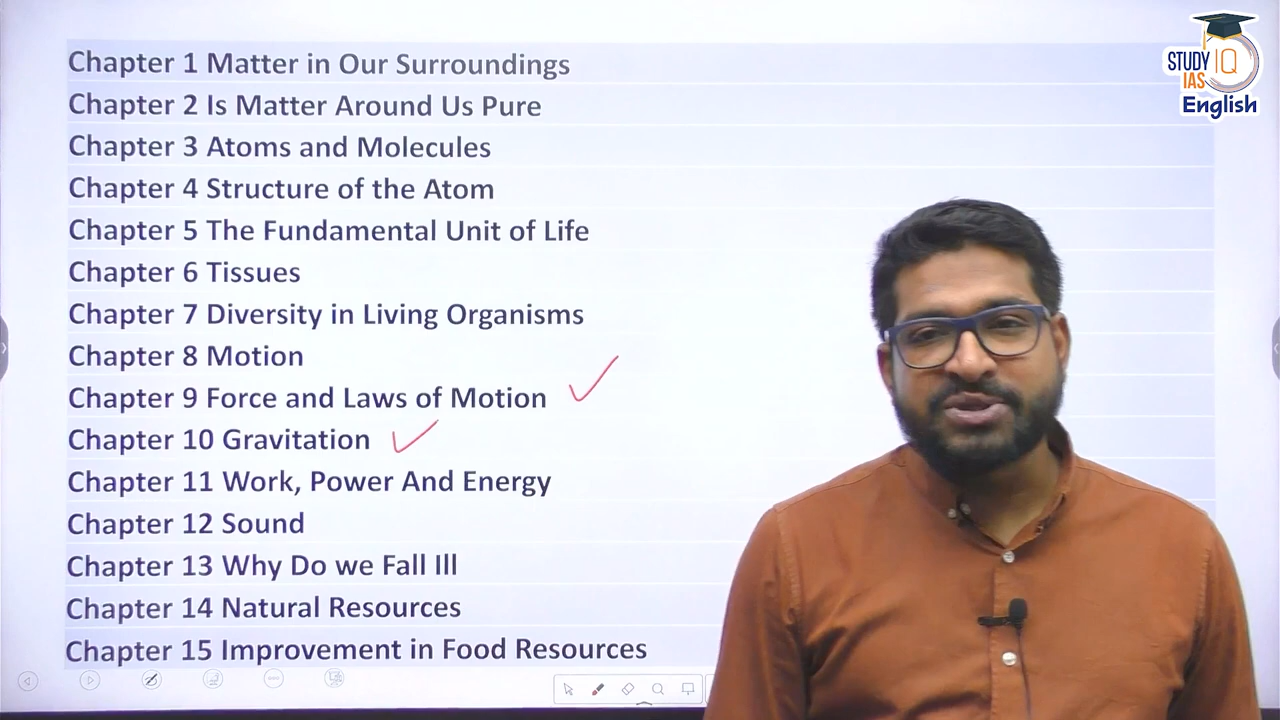 Chapter 1 Matter in Our Surroundings
Chapter 2 Is Matter Around Us Pure
Chapter 3 Atoms and Molecules
Chapter 4 Structure of the Atom
Chapter 5 The Fundamental Unit of Life
Chapter 6 Tissues
Chapter 7 Diversity in Living Organisms
Chapter 8 Motion
Chapter 9 Force and Laws of Motion
Chapter 10 Gravitation
Chapter 11 Work, Power And Energy
Chapter 12 Sound
Chapter 13 Why Do we Fall Ill
Chapter 14 Natural Resources
Chapter 15 Improvement in Food Resources
STUDY IQ
IAS
English